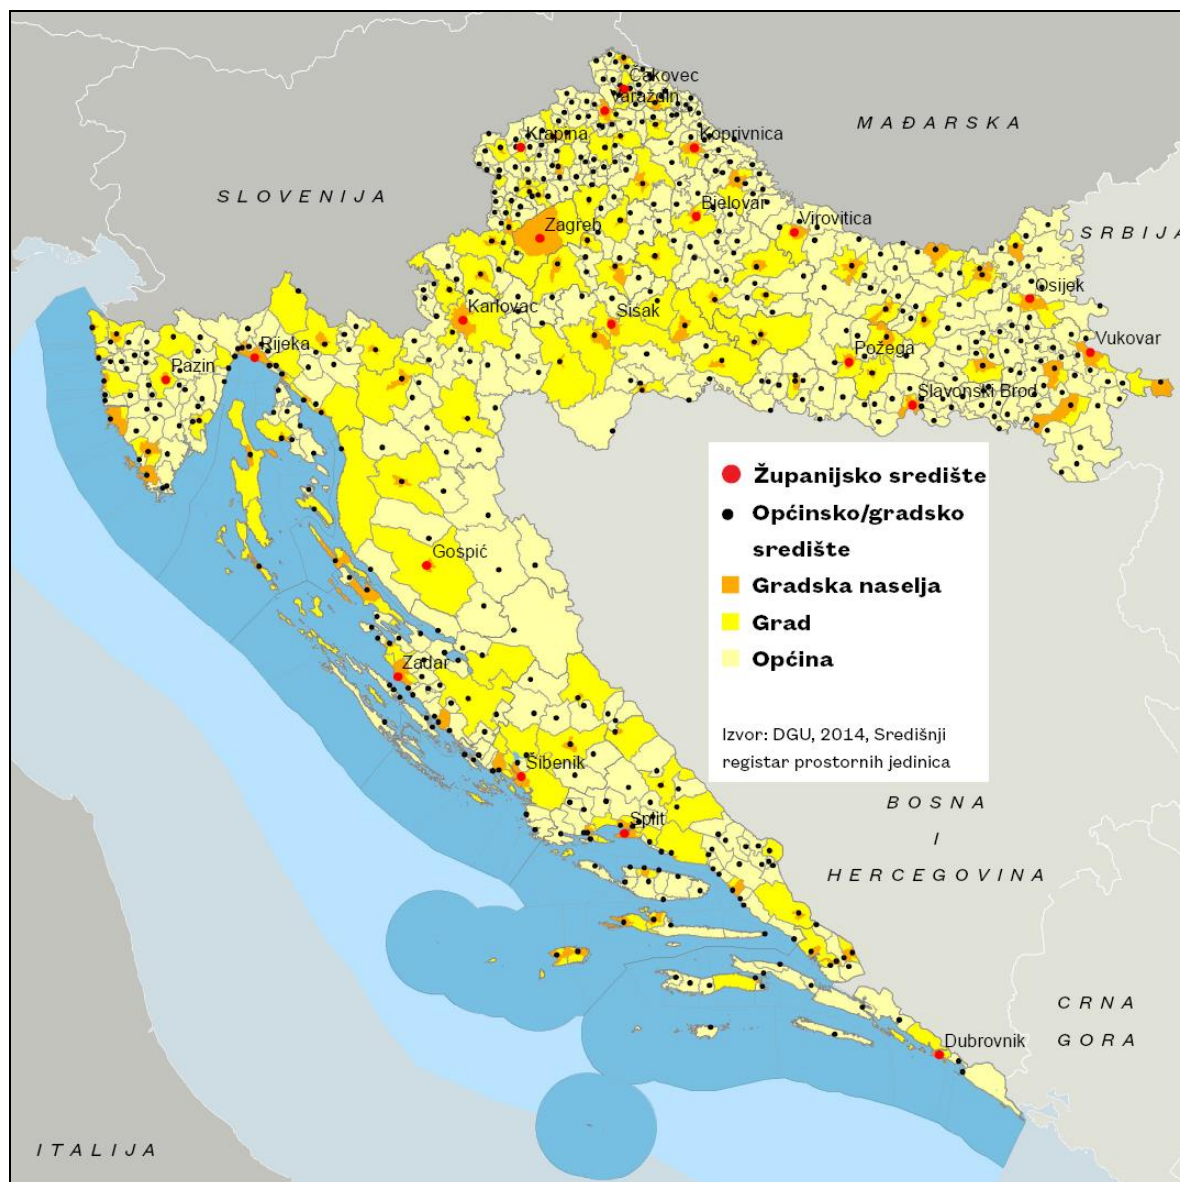 Čakovec
Varaždin
MAĐARSKA
Krapina
Koprivnica
SLOVENIJA
Bjelovar
Virovitica
Zagreb
SRBIJA
Osijek
Karlovac
Sisak
Rijeka
Vukovar
Požega
Pazin
Slavonski Brod
Županijsko središte
Općinsko/gradsko
središte
Gradska naselja
Grad
Općina
Izvor: DGU, 2014, Središnji
registar prostornih jedinica
Gospić
Zadar
Šibenik
Split
BOSNA
I
HERCEGOVINA
CRNA
GORA
Dubrovnik
ITALIJA